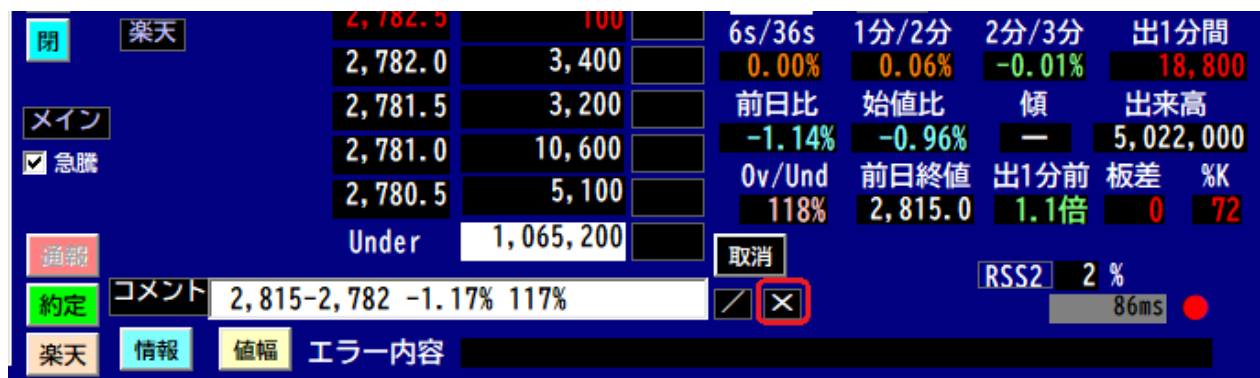 閉 楽天 2,782.5 100 6s/36s 1分/2分 2分/3分 出1分間
2,782.0 3,400 0.00% 0.06% -0.01% 18,800
メイン 2,781.5 3,200 前日比 始値比 傾 出来高
急騰 2,781.0 10,600 -1.14% -0.96% ー 5,022,000
2,780.5 5,100 Ov/Und 前日終値 出1分前 板差 %K
118% 2,815.0 1.1倍 0 72
通報 Under 1,065,200 取消
RSS2 2 %
約定 コメント 2,815-2,782 -1.17% 117% ／ × 86ms
楽天 情報 値幅 エラー内容